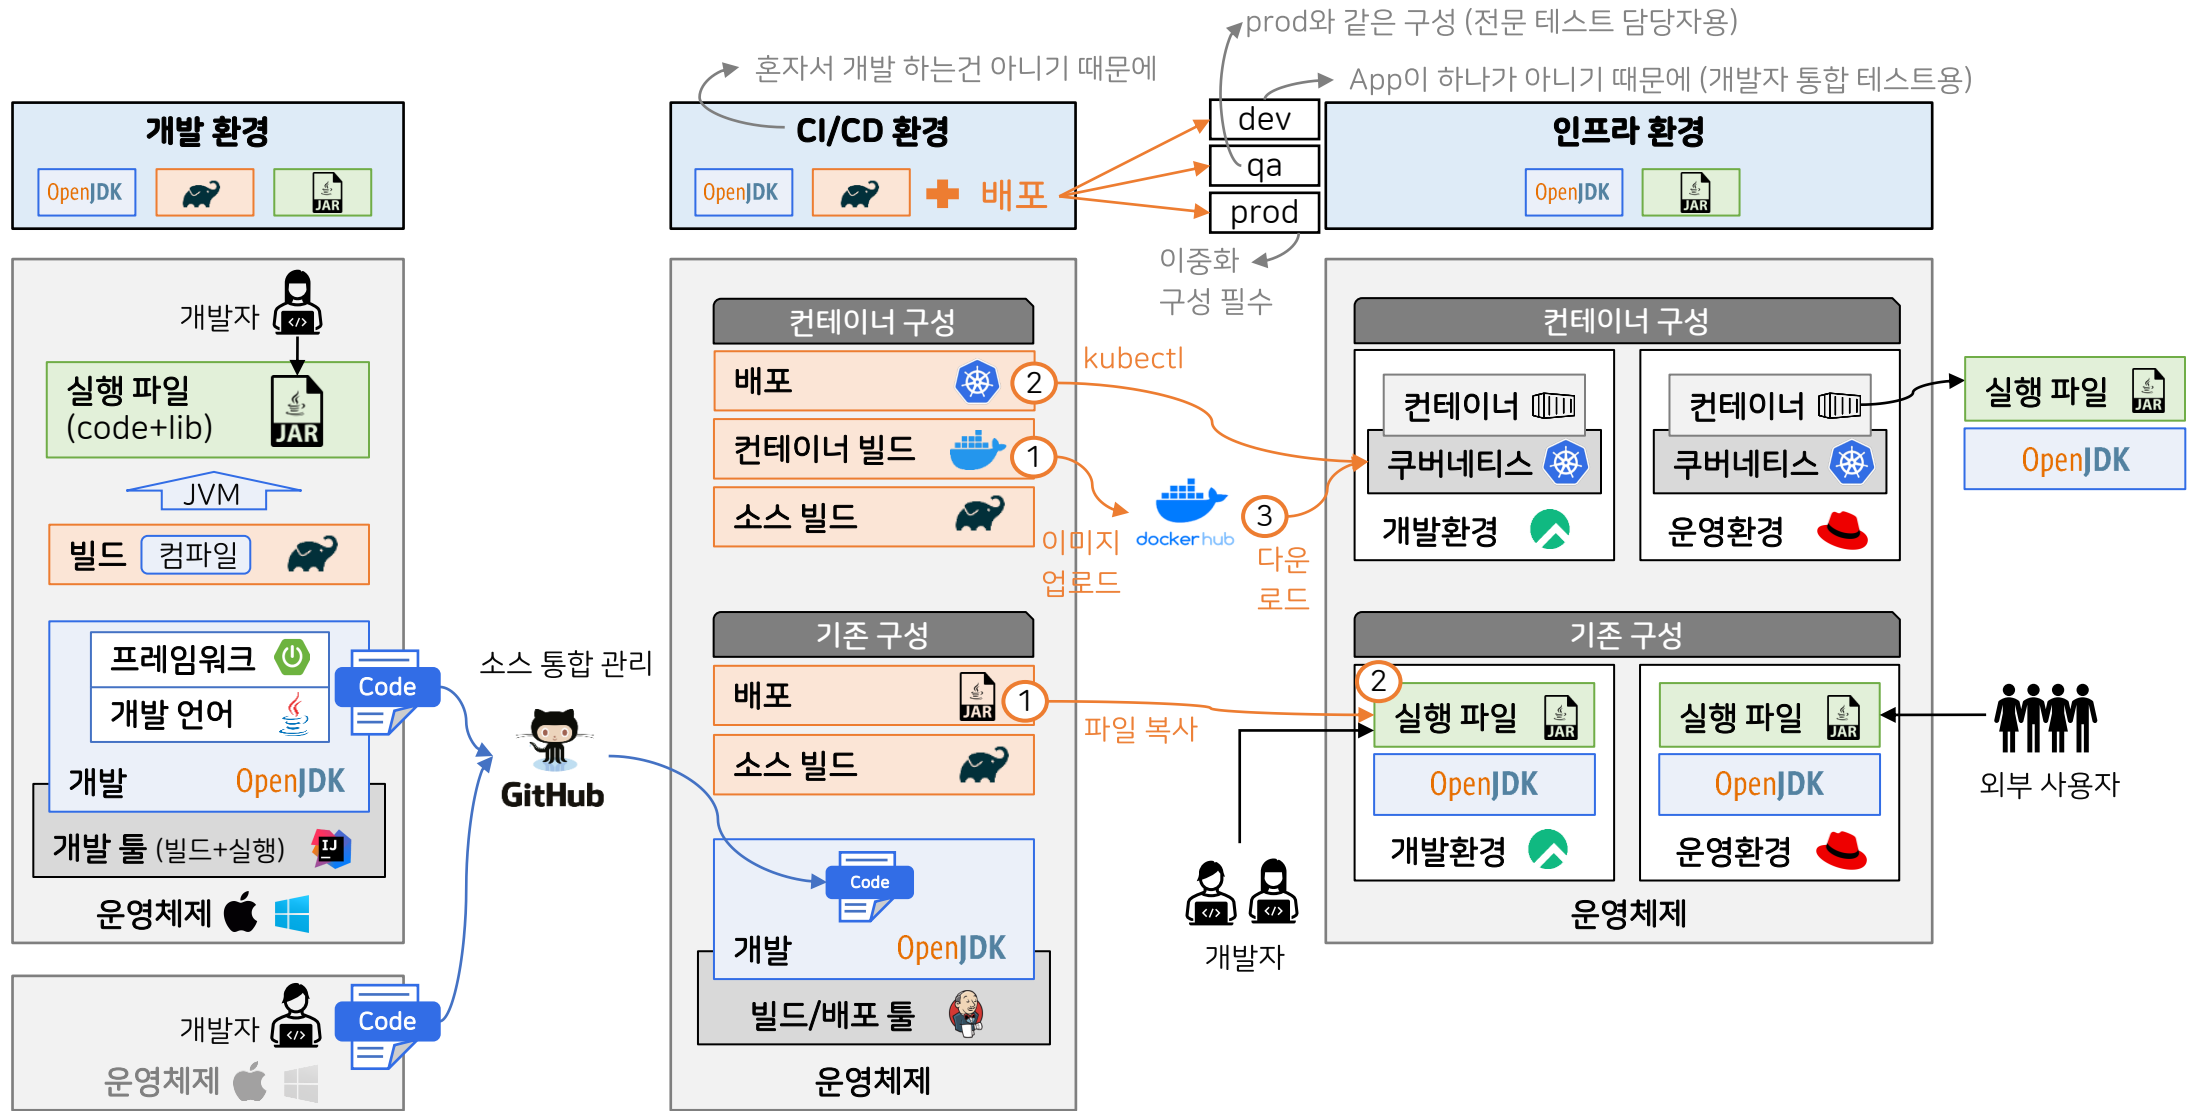 prod와 같은 구성 (전문 테스트 담당자용)
혼자서 개발 하는건 아니기 때문에
App이 하나가 아니기 때문에 (개발자 통합 테스트용)
개발 환경
OpenJDK
JAR
CI/CD 환경
OpenJDK
배포
dev
qa
prod
인프라 환경
OpenJDK
JAR
이중화
구성 필수
개발자
실행 파일
(code+lib)
JAR
JVM
빌드
컴파일
프레임워크
개발 언어
Code
개발
OpenJDK
개발 툴 (빌드+실행)
IJ
운영체제
개발자
Code
운영체제
소스 통합 관리
GitHub
컨테이너 구성
배포
2
kubectl
컨테이너 빌드
1
소스 빌드
이미지
업로드
dockerhub
3
다운
로드
기존 구성
배포
JAR
1
파일 복사
소스 빌드
Code
개발
OpenJDK
빌드/배포 툴
운영체제
컨테이너 구성
컨테이너
쿠버네티스
개발환경
컨테이너
쿠버네티스
운영환경
실행 파일
JAR
OpenJDK
기존 구성
2
실행 파일
JAR
OpenJDK
개발환경
실행 파일
JAR
OpenJDK
운영환경
운영체제
개발자
외부 사용자